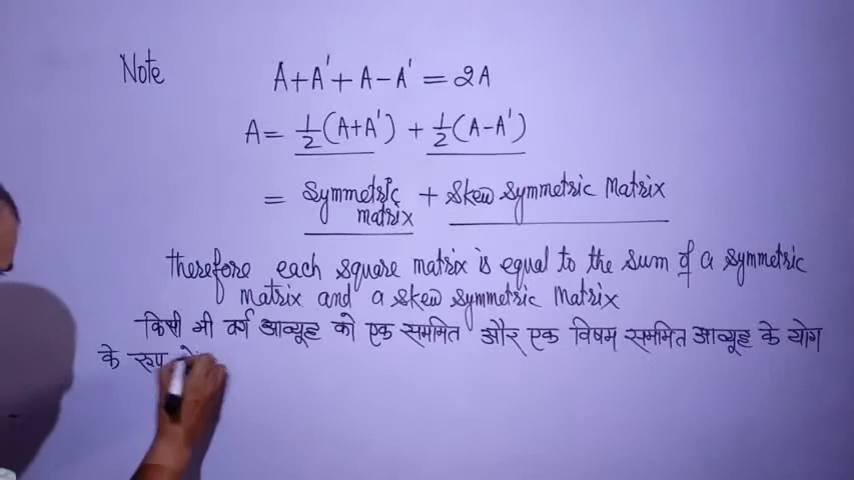 Note
A+A'+A-A' = 2A
A = 1/2 (A+A') + 1/2 (A-A')
= Symmetric matrix + Skew Symmetric Matrix
therefore each square matrix is equal to the sum of a symmetric
matrix and a skew symmetric Matrix
किसी भी वर्ग आव्यूह को एक सममित और एक विषम सममित आव्यूह के योग
के रूप